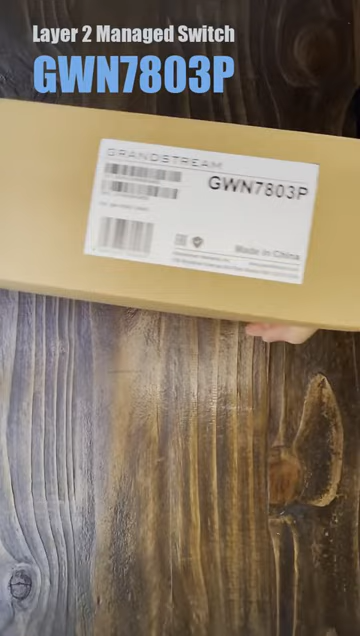 Layer 2 Managed Switch
GWN7803P
GRANDSTREAM
GWN7803P
Made in China